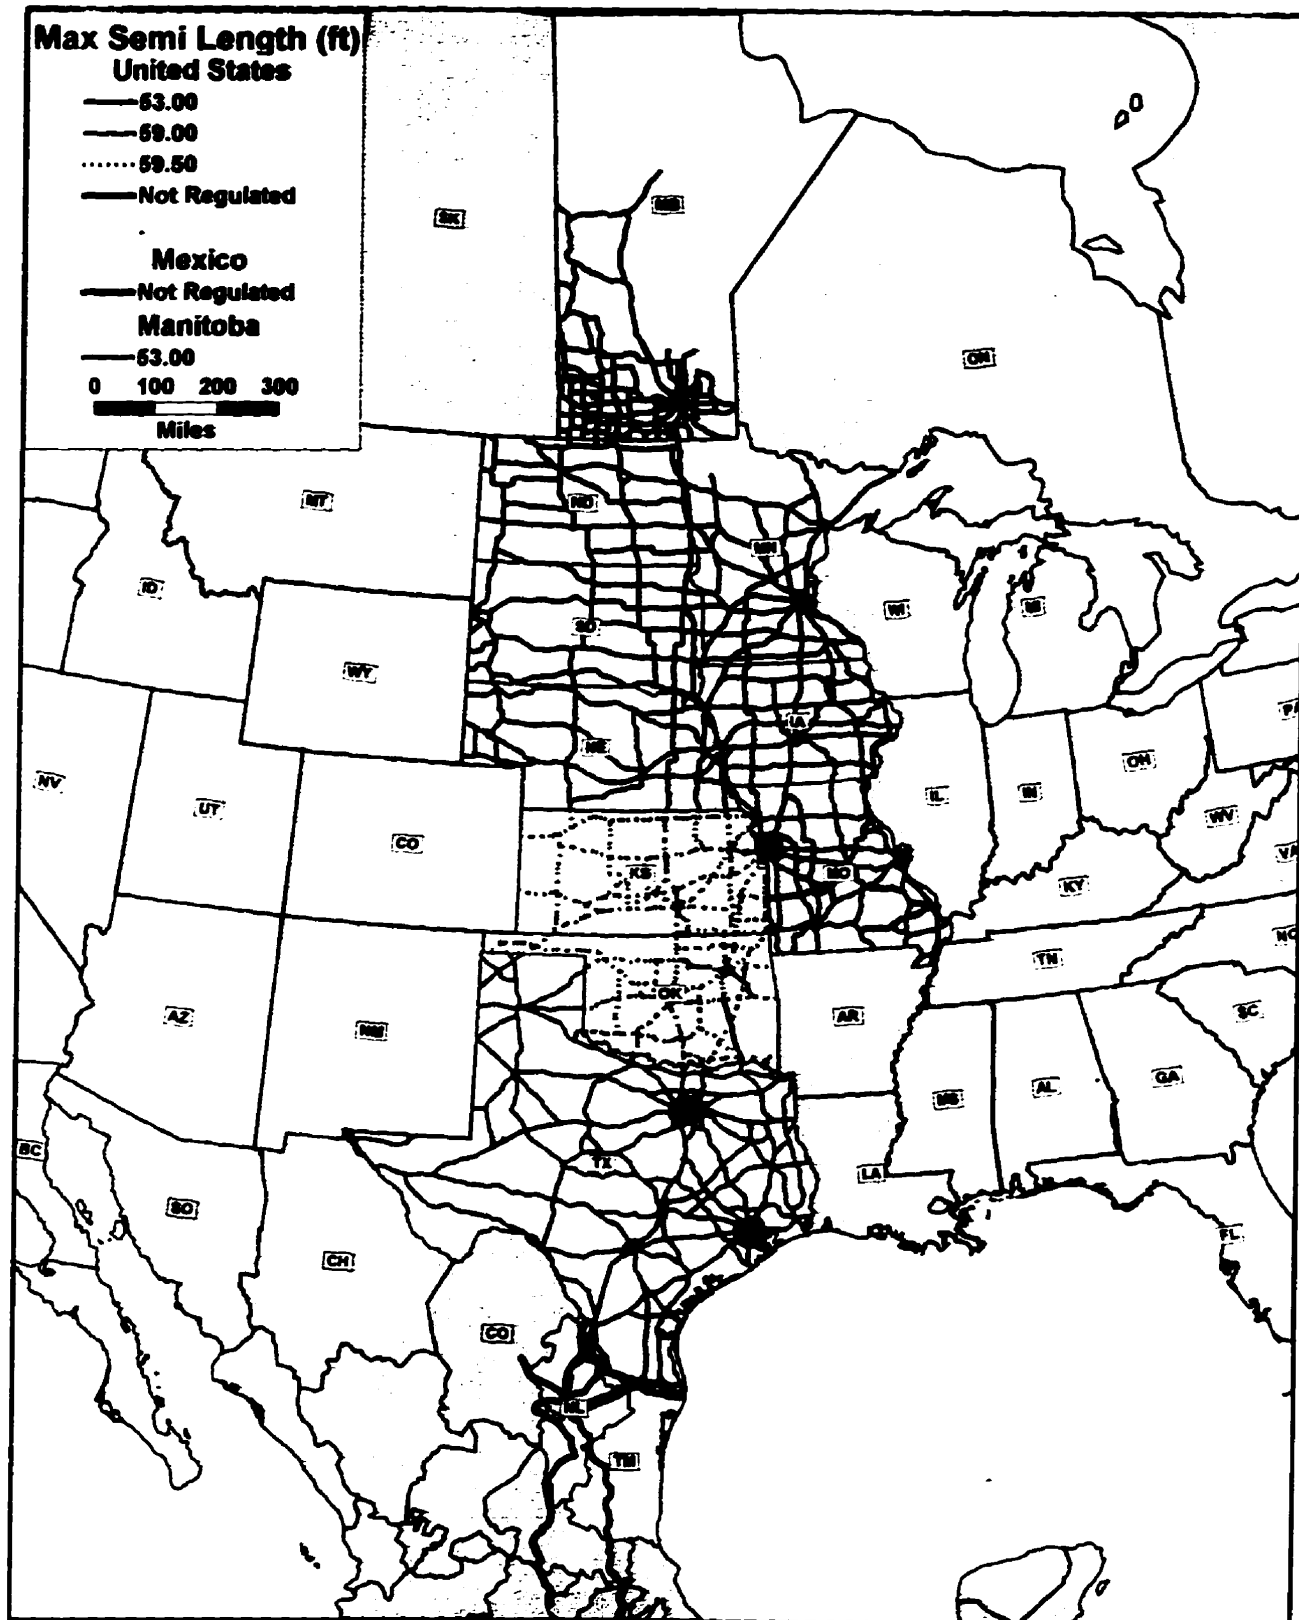 Max Semi Length (ft)
United States
53.00
59.00
59.50
Not Regulated
Mexico
Not Regulated
Manitoba
53.00
0 100 200 300
Miles
SK
MB
ON
MT
ND
MN
ID
WI
MI
SD
WY
IA
PA
NE
OH
NV
UT
IL
IN
WV
CO
KS
MO
KY
VA
NC
TN
OK
AZ
NM
AR
SC
MS
AL
GA
BC
TX
LA
SO
FL
CH
CO
NL
TM